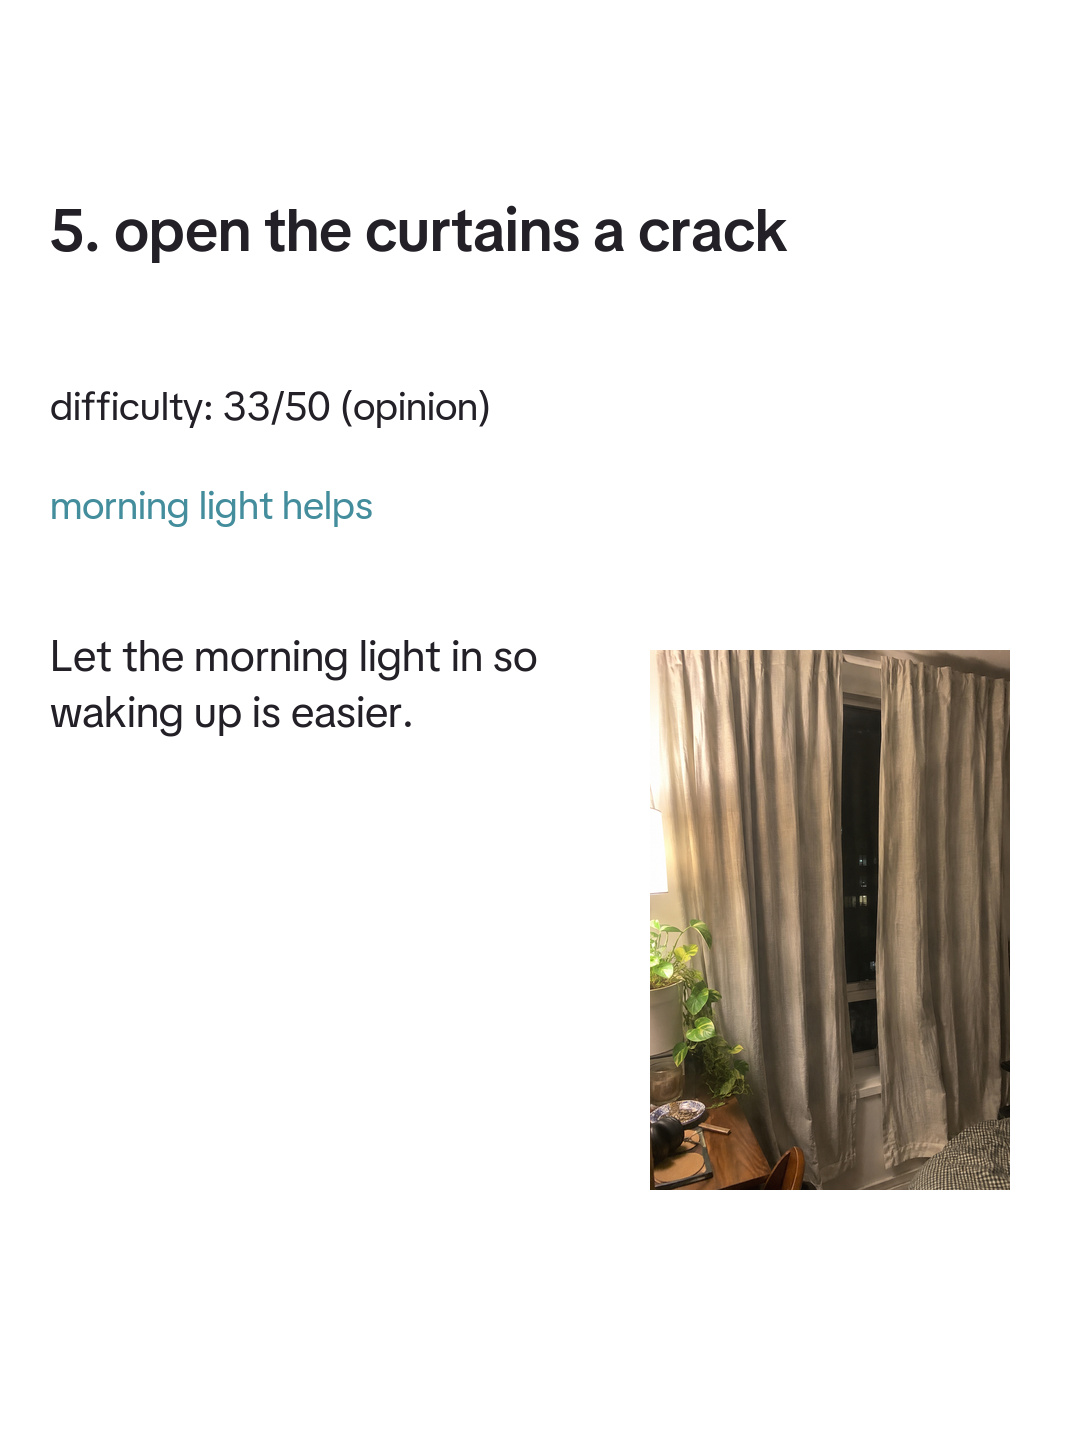 5. open the curtains a crack
difficulty: 33/50 (opinion)
morning light helps
Let the morning light in so
waking up is easier.